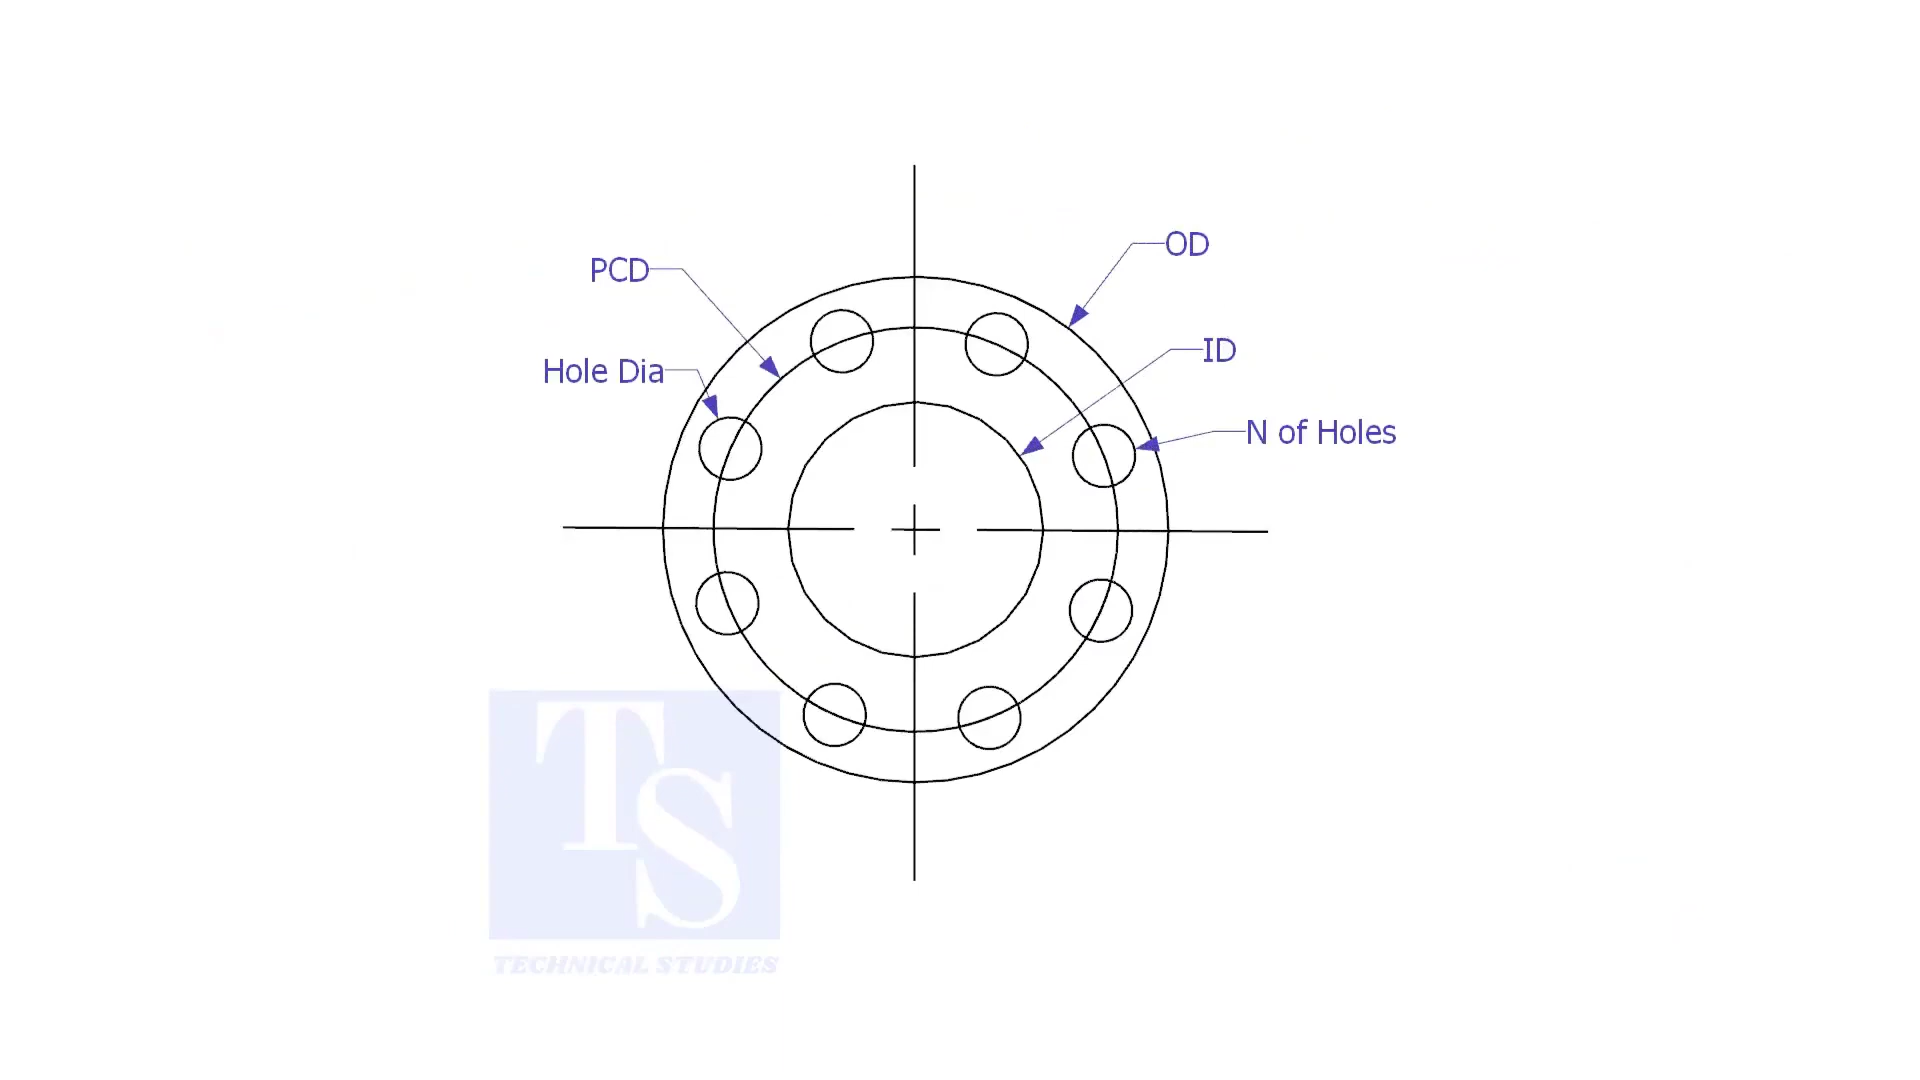 OD
PCD
ID
Hole Dia
N of Holes
TS
TECHNICAL STUDIES